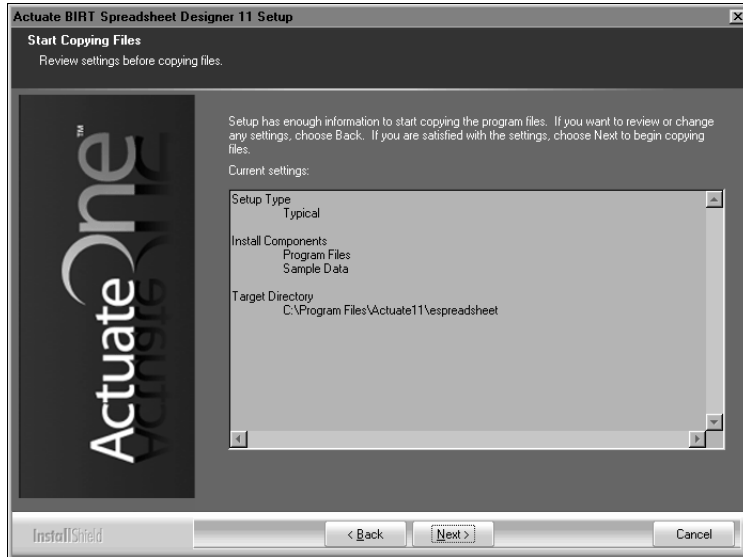 Actuate BIRT Spreadsheet Designer 11 Setup
Start Copying Files
Review settings before copying files.
ActuateOne™
Setup has enough information to start copying the program files. If you want to review or change
any settings, choose Back. If you are satisfied with the settings, choose Next to begin copying
files.
Current settings:
Setup Type
Typical
Install Components
Program Files
Sample Data
Target Directory
C:\Program Files\Actuate11\espreadsheet
InstallShield
< Back
Next >
Cancel